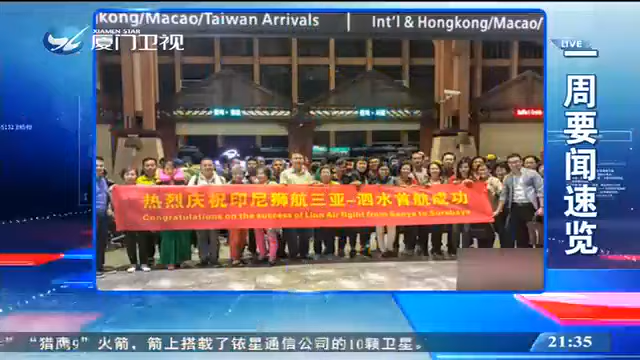 ngkong/Macao/Taiwan Arrivals
Int'l & Hongkong/Macao/
XIAMEN STAR
厦门卫视
LIVE
一周要闻速览
热烈庆祝印尼狮航三亚-泗水首航成功
Congratulations on the success of Lion Air flight from Sanya to Surabaya
”“猎鹰9”火箭，箭上搭载了铱星通信公司的10颗卫星。
21:35